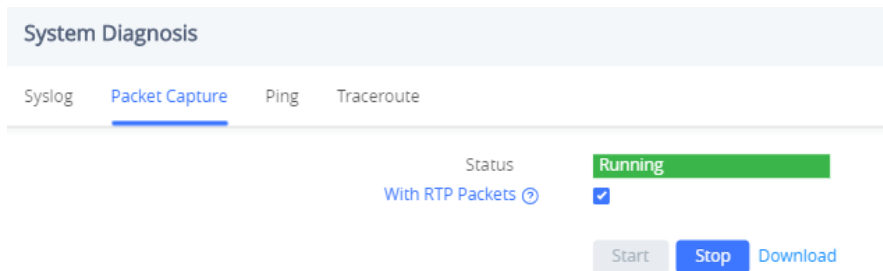 System Diagnosis
Syslog Packet Capture Ping Traceroute
Status Running
With RTP Packets
Start Stop Download